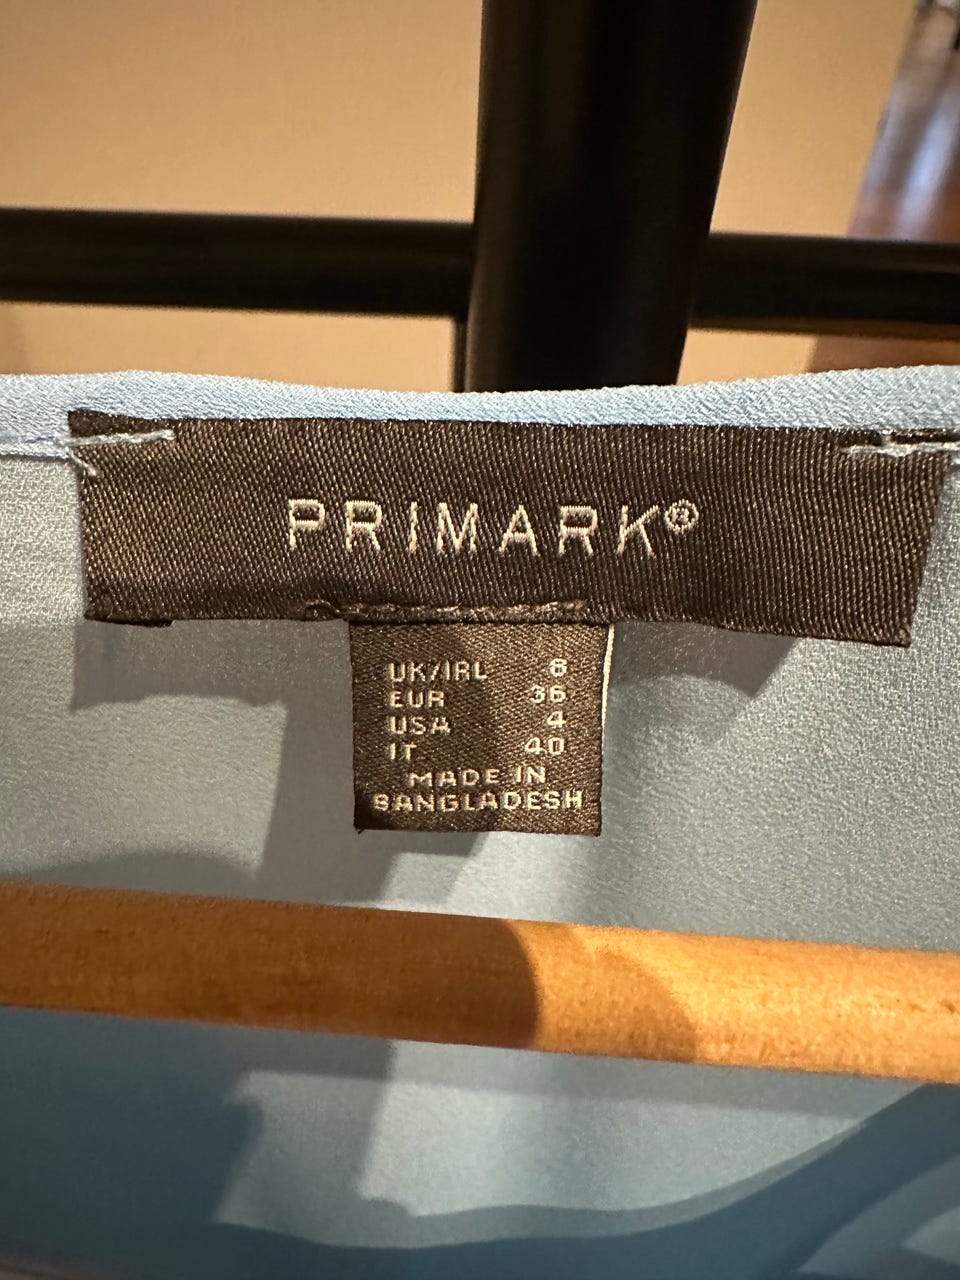 PRIMARK®
UK/IRL 8
EUR 36
USA 4
IT 40
MADE IN
BANGLADESH